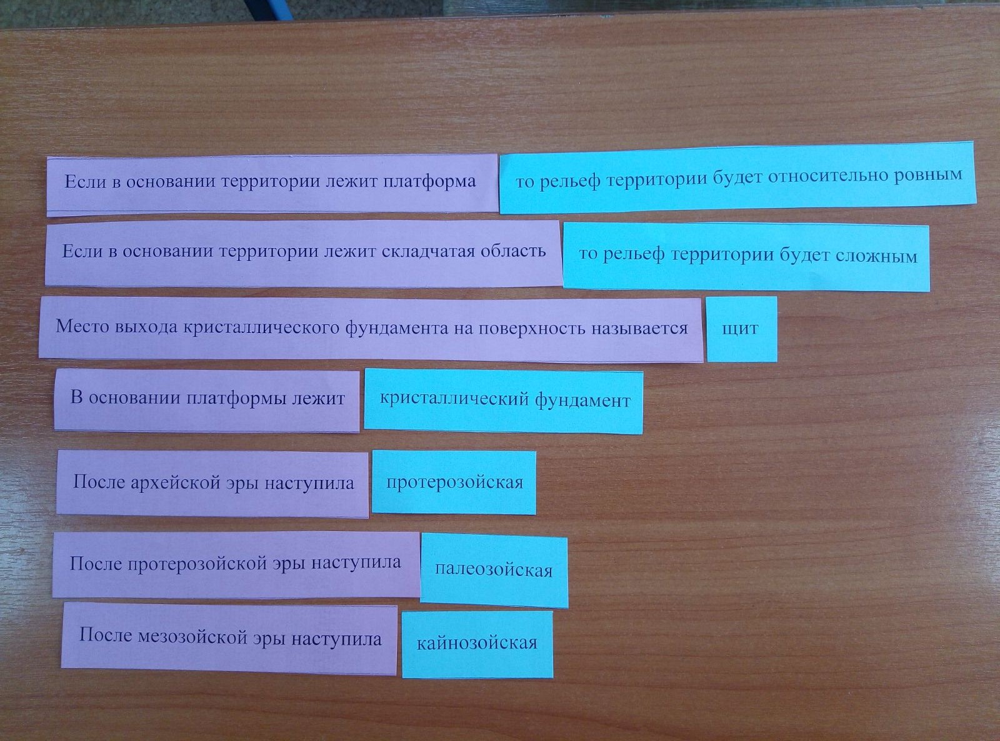 Если в основании территории лежит платформа то рельеф территории будет относительно ровным
Если в основании территории лежит складчатая область то рельеф территории будет сложным
Место выхода кристаллического фундамента на поверхность называется щит
В основании платформы лежит кристаллический фундамент
После архейской эры наступила протерозойская
После протерозойской эры наступила палеозойская
После мезозойской эры наступила кайнозойская